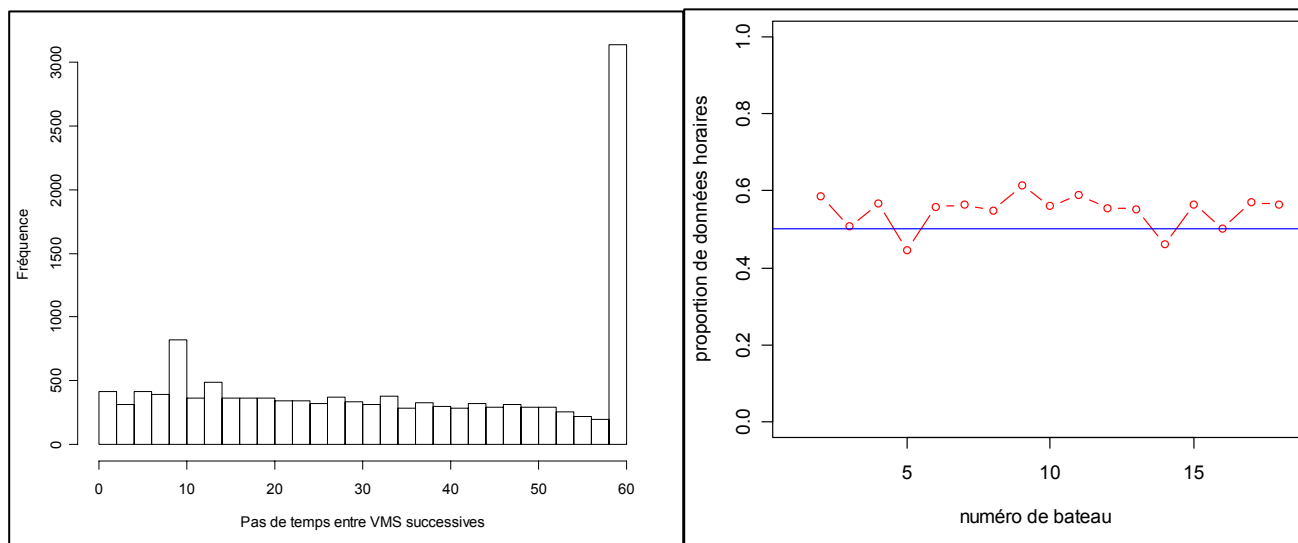 Fréquence
3000
2500
2000
1500
1000
500
0
0 10 20 30 40 50 60
Pas de temps entre VMS successives
proportion de données horaires
1.0
0.8
0.6
0.4
0.2
0.0
5 10 15
numéro de bateau